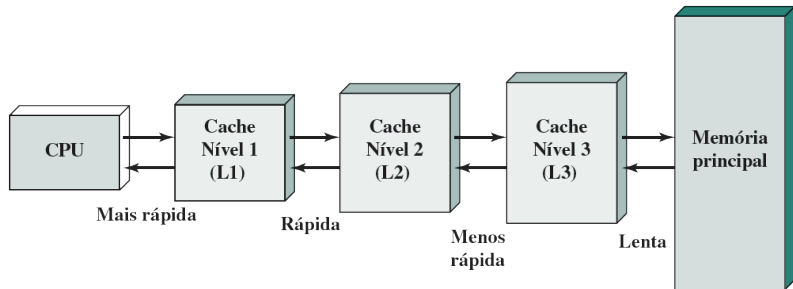 CPU
Cache
Nível 1
(L1)
Cache
Nível 2
(L2)
Cache
Nível 3
(L3)
Memória
principal
Mais rápida
Rápida
Menos
rápida
Lenta